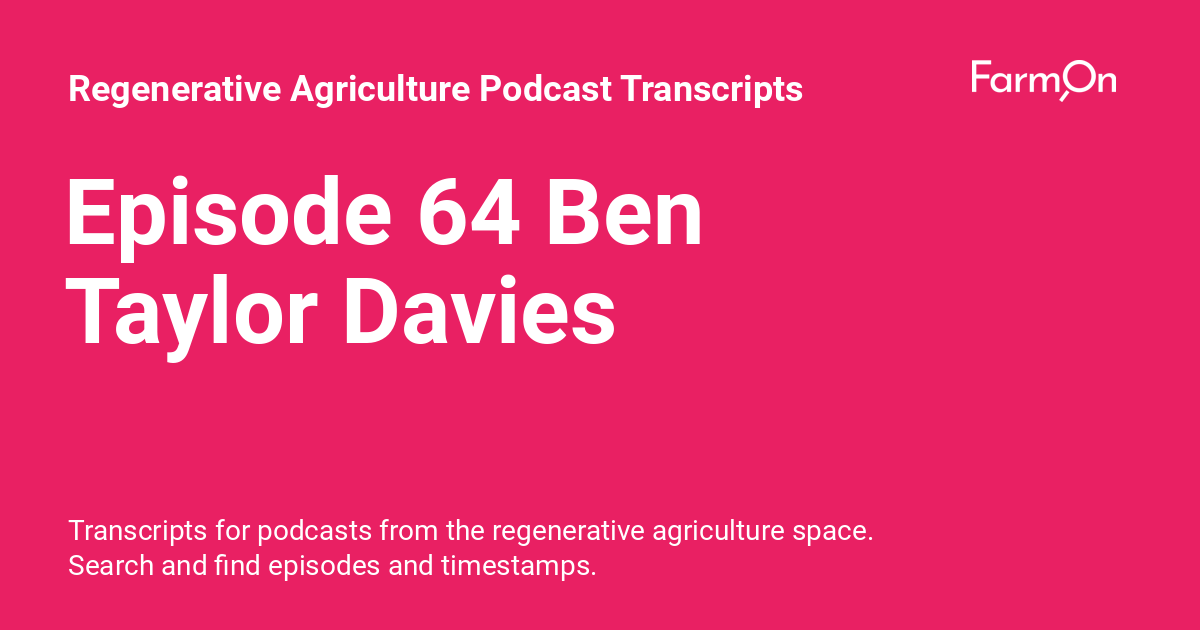 Regenerative Agriculture Podcast Transcripts
FarmOn
Episode 64 Ben
Taylor Davies
Transcripts for podcasts from the regenerative agriculture space.
Search and find episodes and timestamps.